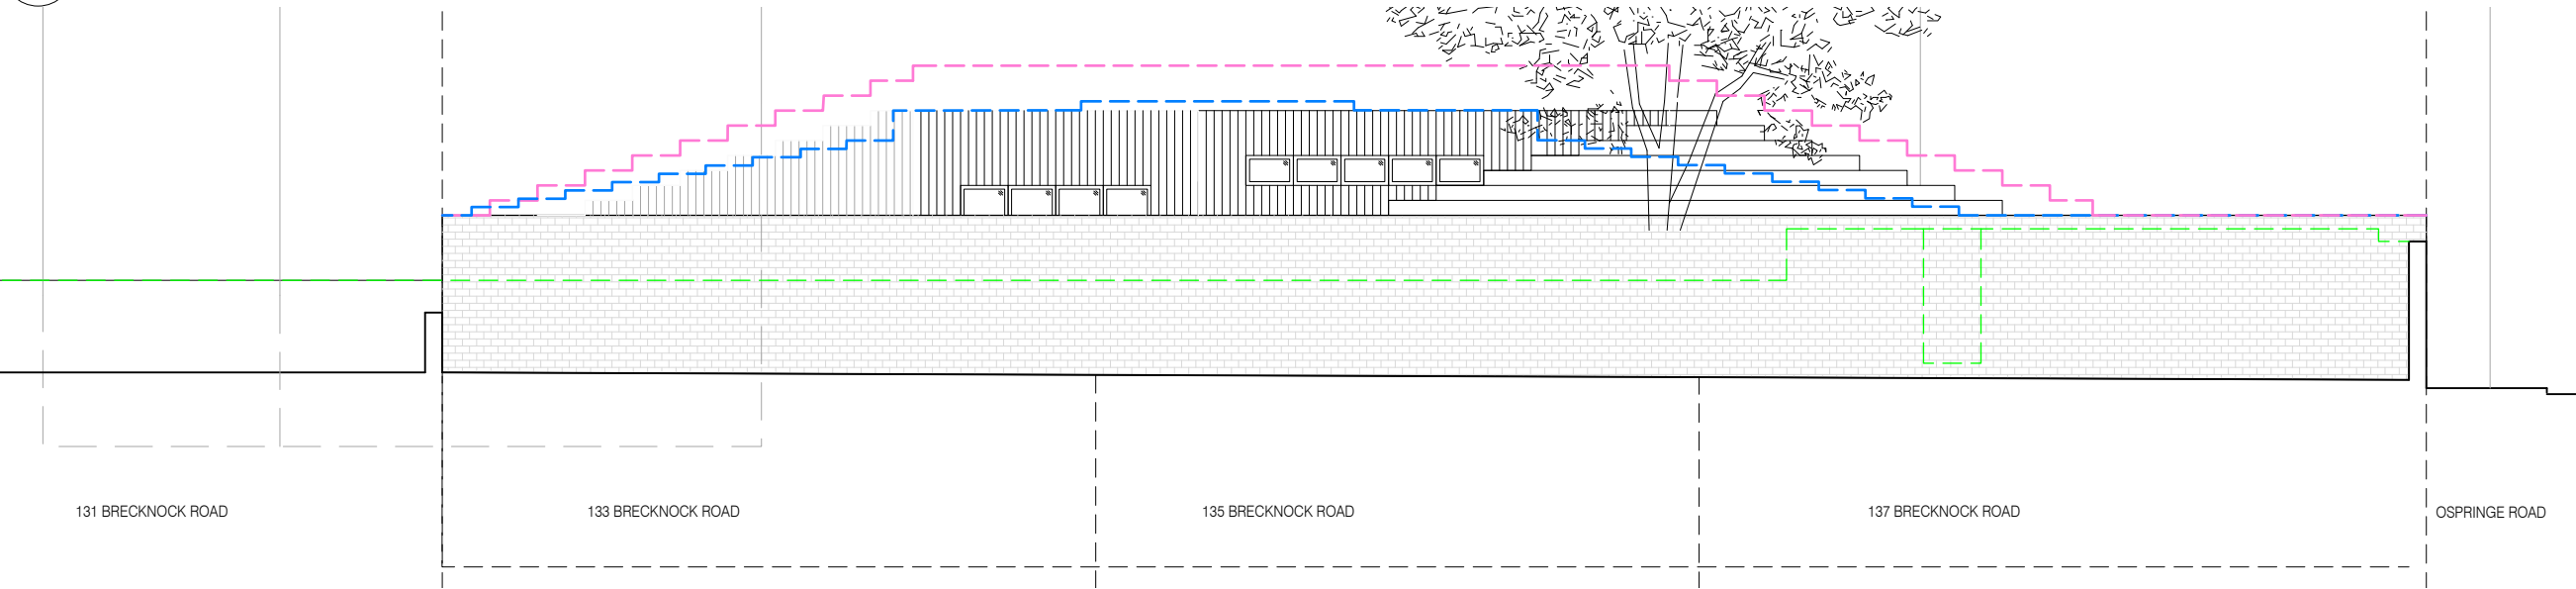 131 BRECKNOCK ROAD
133 BRECKNOCK ROAD
135 BRECKNOCK ROAD
137 BRECKNOCK ROAD
OSPRINGE ROAD